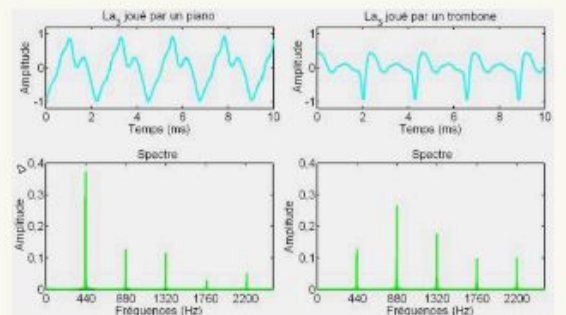 La3 joué par un piano
Amplitude
1
0
-1
0 2 4 6 8 10
Temps (ms)
La3 joué par un trombone
Amplitude
1
0
-1
0 2 4 6 8 10
Temps (ms)
Spectre
Amplitude
0.4
0.3
0.2
0.1
0
0 440 880 1320 1760 2200
Fréquences (Hz)
Spectre
Amplitude
0.4
0.3
0.2
0.1
0
0 440 880 1320 1760 2200
Fréquences (Hz)